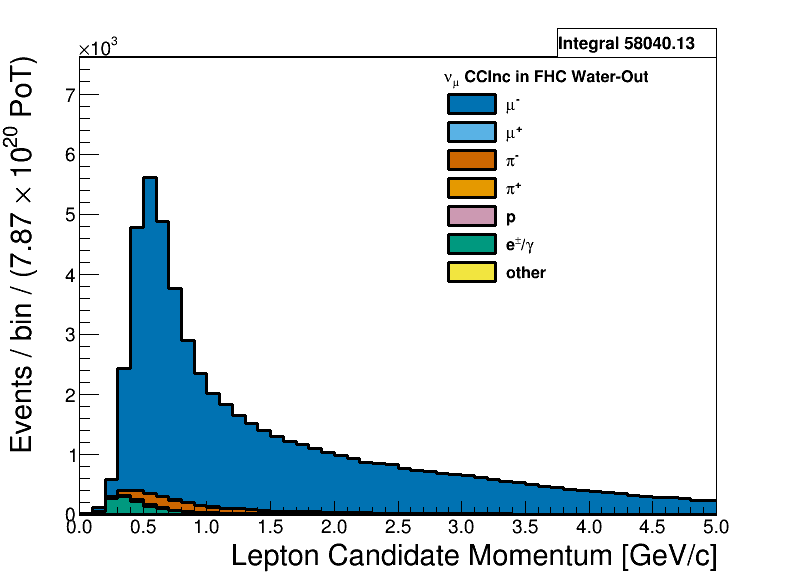 Integral 58040.13
×10³
ν_μ CCInc in FHC Water-Out
μ⁻
μ⁺
π⁻
π⁺
p
e±/γ
other
Events / bin / (7.87 × 10²⁰ PoT)
7
6
5
4
3
2
1
0
0.0 0.5 1.0 1.5 2.0 2.5 3.0 3.5 4.0 4.5 5.0
Lepton Candidate Momentum [GeV/c]